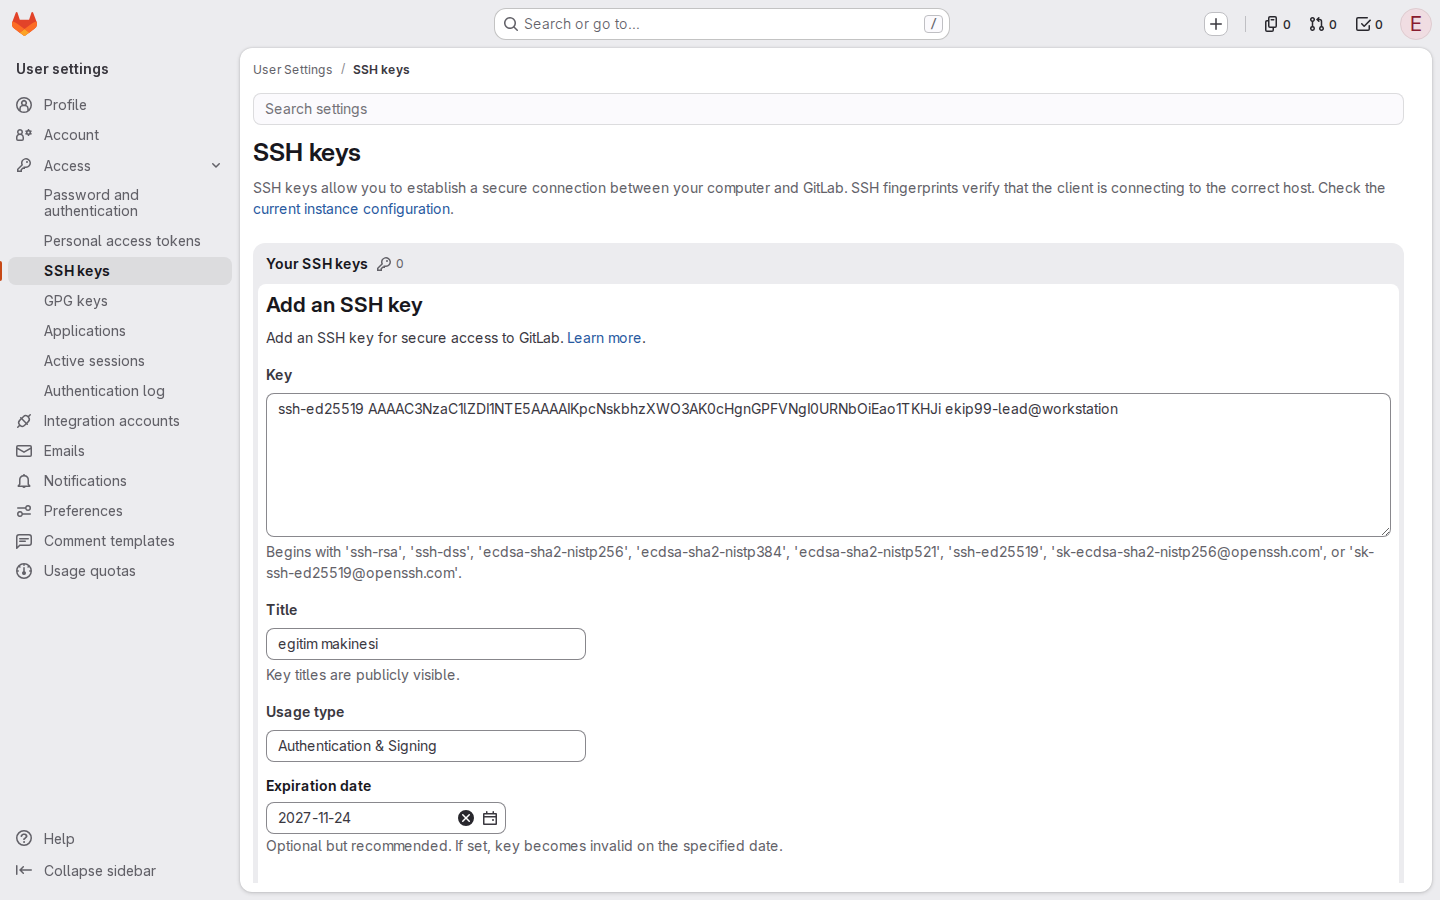 Search or go to...
/
0
0
0
E
User settings
Profile
Account
Access
Password and
authentication
Personal access tokens
SSH keys
GPG keys
Applications
Active sessions
Authentication log
Integration accounts
Emails
Notifications
Preferences
Comment templates
Usage quotas
Help
Collapse sidebar
User Settings / SSH keys
Search settings
SSH keys
SSH keys allow you to establish a secure connection between your computer and GitLab. SSH fingerprints verify that the client is connecting to the correct host. Check the
current instance configuration.
Your SSH keys 0
Add an SSH key
Add an SSH key for secure access to GitLab. Learn more.
Key
ssh-ed25519 AAAAC3NzaC1lZDI1NTE5AAAAIKpcNskbhzXWO3AK0cHgnGPFVNgI0URNbOiEao1TKHJi ekip99-lead@workstation
Begins with 'ssh-rsa', 'ssh-dss', 'ecdsa-sha2-nistp256', 'ecdsa-sha2-nistp384', 'ecdsa-sha2-nistp521', 'ssh-ed25519', 'sk-ecdsa-sha2-nistp256@openssh.com', or 'sk-
ssh-ed25519@openssh.com'.
Title
egitim makinesi
Key titles are publicly visible.
Usage type
Authentication & Signing
Expiration date
2027-11-24
Optional but recommended. If set, key becomes invalid on the specified date.